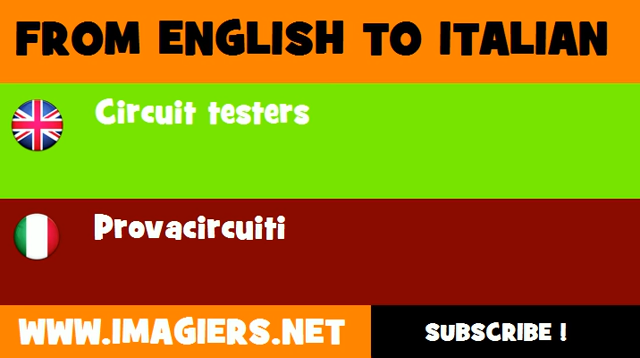 FROM ENGLISH TO ITALIAN
Circuit testers
Provacircuiti
WWW.IMAGIERS.NET
SUBSCRIBE !